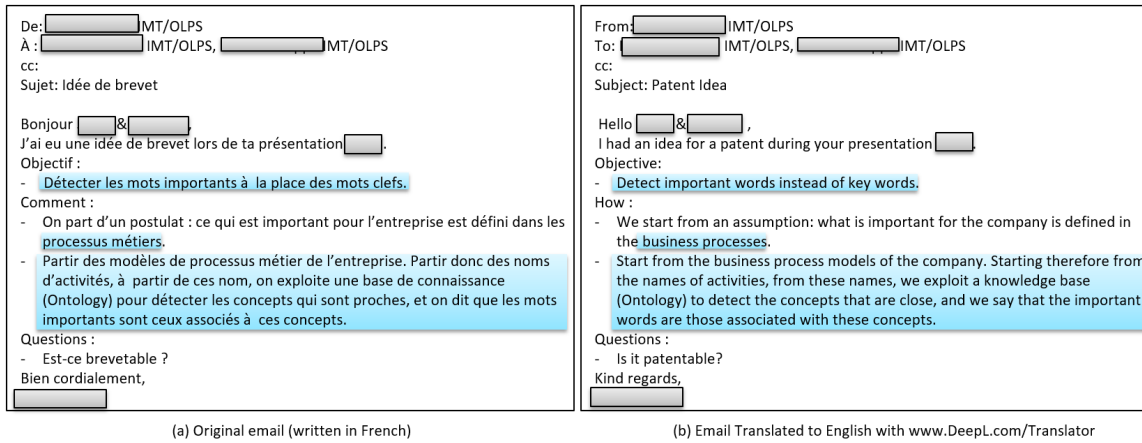 De: IMT/OLPS
À : IMT/OLPS, IMT/OLPS
cc:
Sujet: Idée de brevet
Bonjour & ,
J'ai eu une idée de brevet lors de ta présentation .
Objectif :
- Détecter les mots importants à la place des mots clefs.
Comment :
- On part d'un postulat : ce qui est important pour l'entreprise est défini dans les
processus métiers.
- Partir des modèles de processus métier de l'entreprise. Partir donc des noms
d'activités, à partir de ces nom, on exploite une base de connaissance
(Ontology) pour détecter les concepts qui sont proches, et on dit que les mots
importants sont ceux associés à ces concepts.
Questions :
- Est-ce brevetable ?
Bien cordialement,
(a) Original email (written in French)
From: IMT/OLPS
To: IMT/OLPS, IMT/OLPS
cc:
Subject: Patent Idea
Hello & ,
I had an idea for a patent during your presentation .
Objective:
- Detect important words instead of key words.
How :
- We start from an assumption: what is important for the company is defined in
the business processes.
- Start from the business process models of the company. Starting therefore from
the names of activities, from these names, we exploit a knowledge base
(Ontology) to detect the concepts that are close, and we say that the important
words are those associated with these concepts.
Questions :
- Is it patentable?
Kind regards,
(b) Email Translated to English with www.DeepL.com/Translator